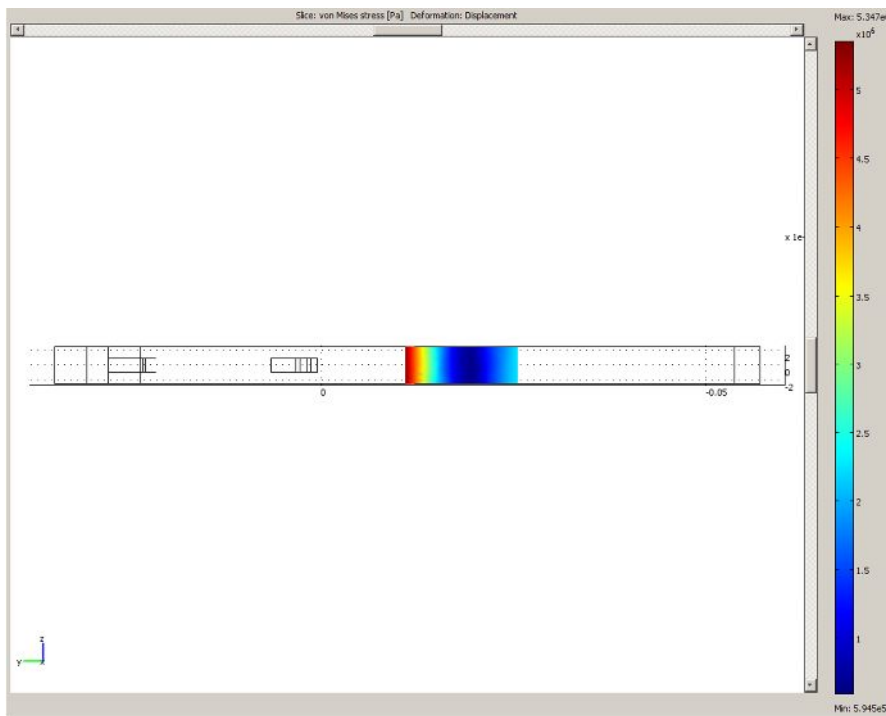 Slice: von Mises stress [Pa] Deformation: Displacement
Max: 5.347e6
x10⁶
5
4.5
4
3.5
3
2.5
2
1.5
1
Min: 5.945e5
x 1e-
2
0
-2
0
-0.05
z
y
x